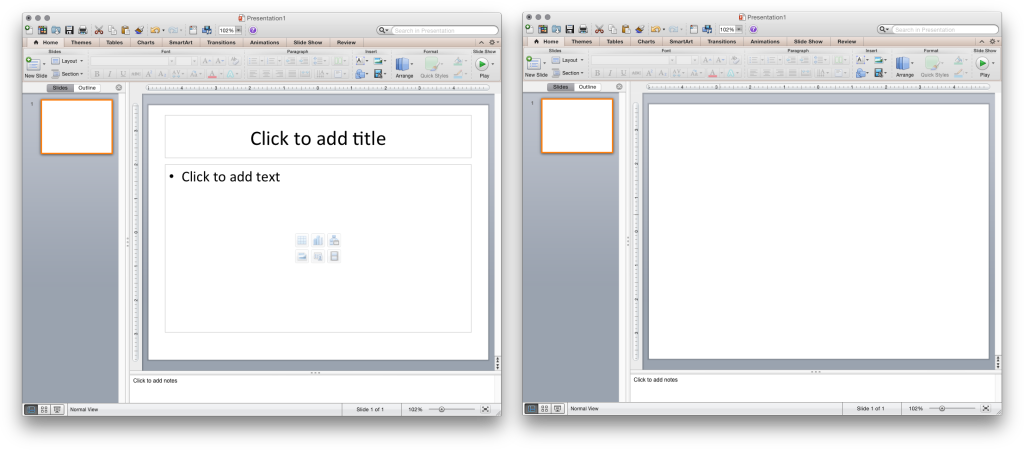 Presentation1
102%
Search in Presentation
Home Themes Tables Charts SmartArt Transitions Animations Slide Show Review
Slides Font Paragraph Insert Format Slide Show
Layout
New Slide Section B I U ABC Arrange Quick Styles Play
Slides Outline
1
Click to add title
• Click to add text
Click to add notes
Normal View Slide 1 of 1 102%
Presentation1
102%
Search in Presentation
Home Themes Tables Charts SmartArt Transitions Animations Slide Show Review
Slides Font Paragraph Insert Format Slide Show
Layout
New Slide Section B I U ABC Arrange Quick Styles Play
Slides Outline
1
Click to add notes
Normal View Slide 1 of 1 102%